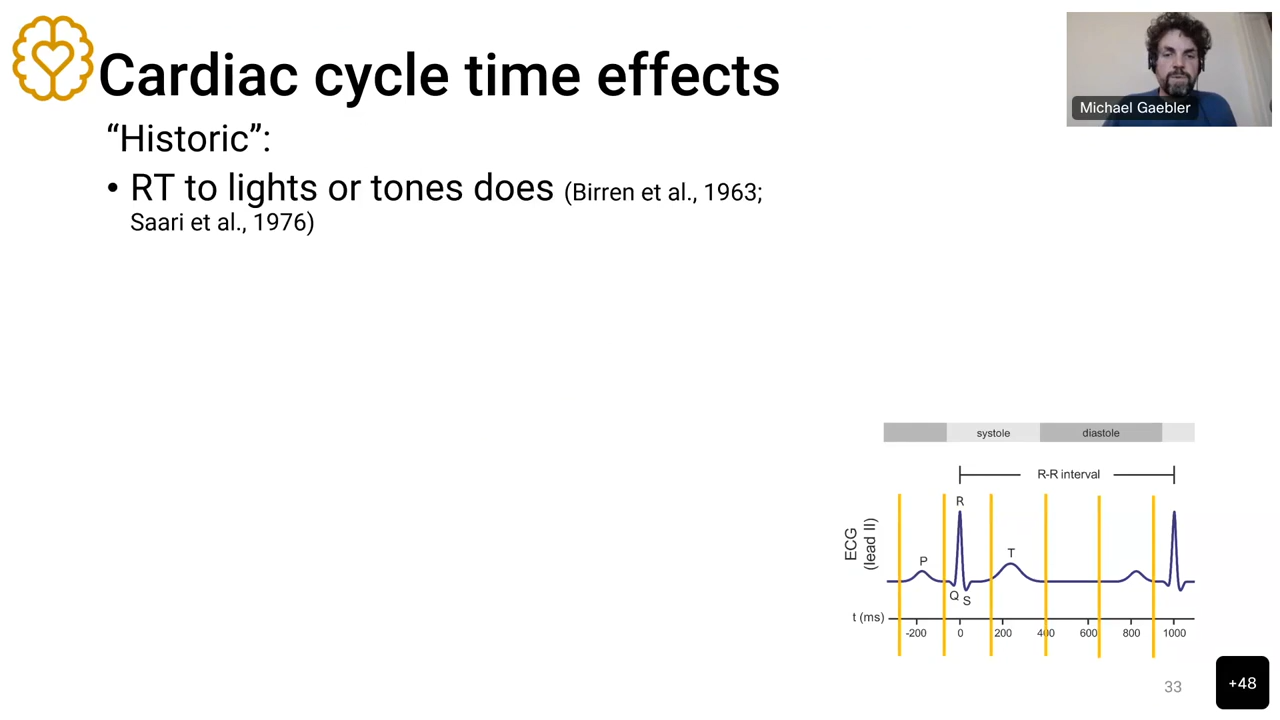 Cardiac cycle time effects
Michael Gaebler
“Historic”:
• RT to lights or tones does (Birren et al., 1963;
Saari et al., 1976)
systole
diastole
R-R interval
R
ECG
(lead II)
P
T
Q
S
t (ms)
-200 0 200 400 600 800 1000
33
+48